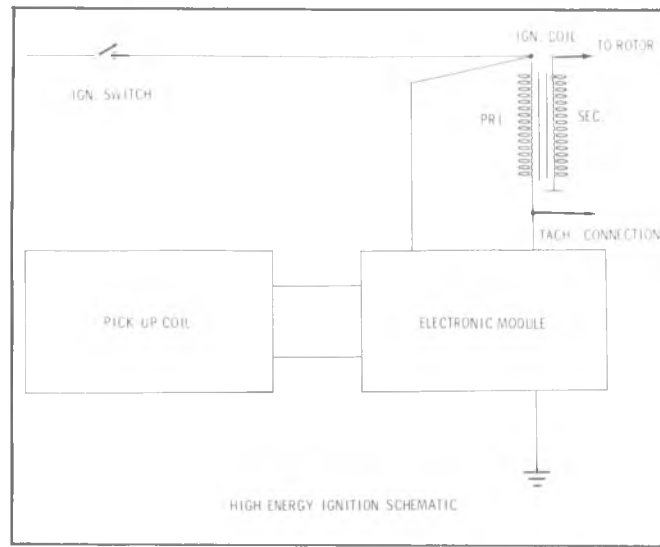 IGN. COIL
TO ROTOR
IGN. SWITCH
PRI.
SEC.
TACH. CONNECTION
PICK-UP COIL
ELECTRONIC MODULE
HIGH ENERGY IGNITION SCHEMATIC